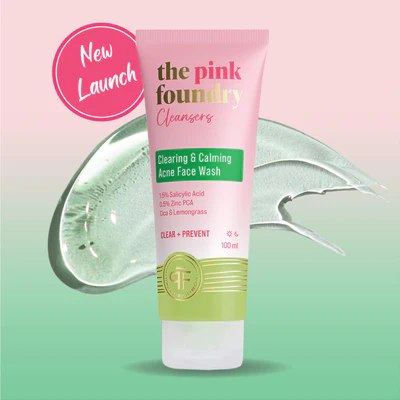 New
Launch
the pink
foundry
Cleansers
Clearing & Calming
Acne Face Wash
1.5% Salicylic Acid
0.5% Zinc PCA
Cica & Lemongrass
CLEAR + PREVENT
100 ml